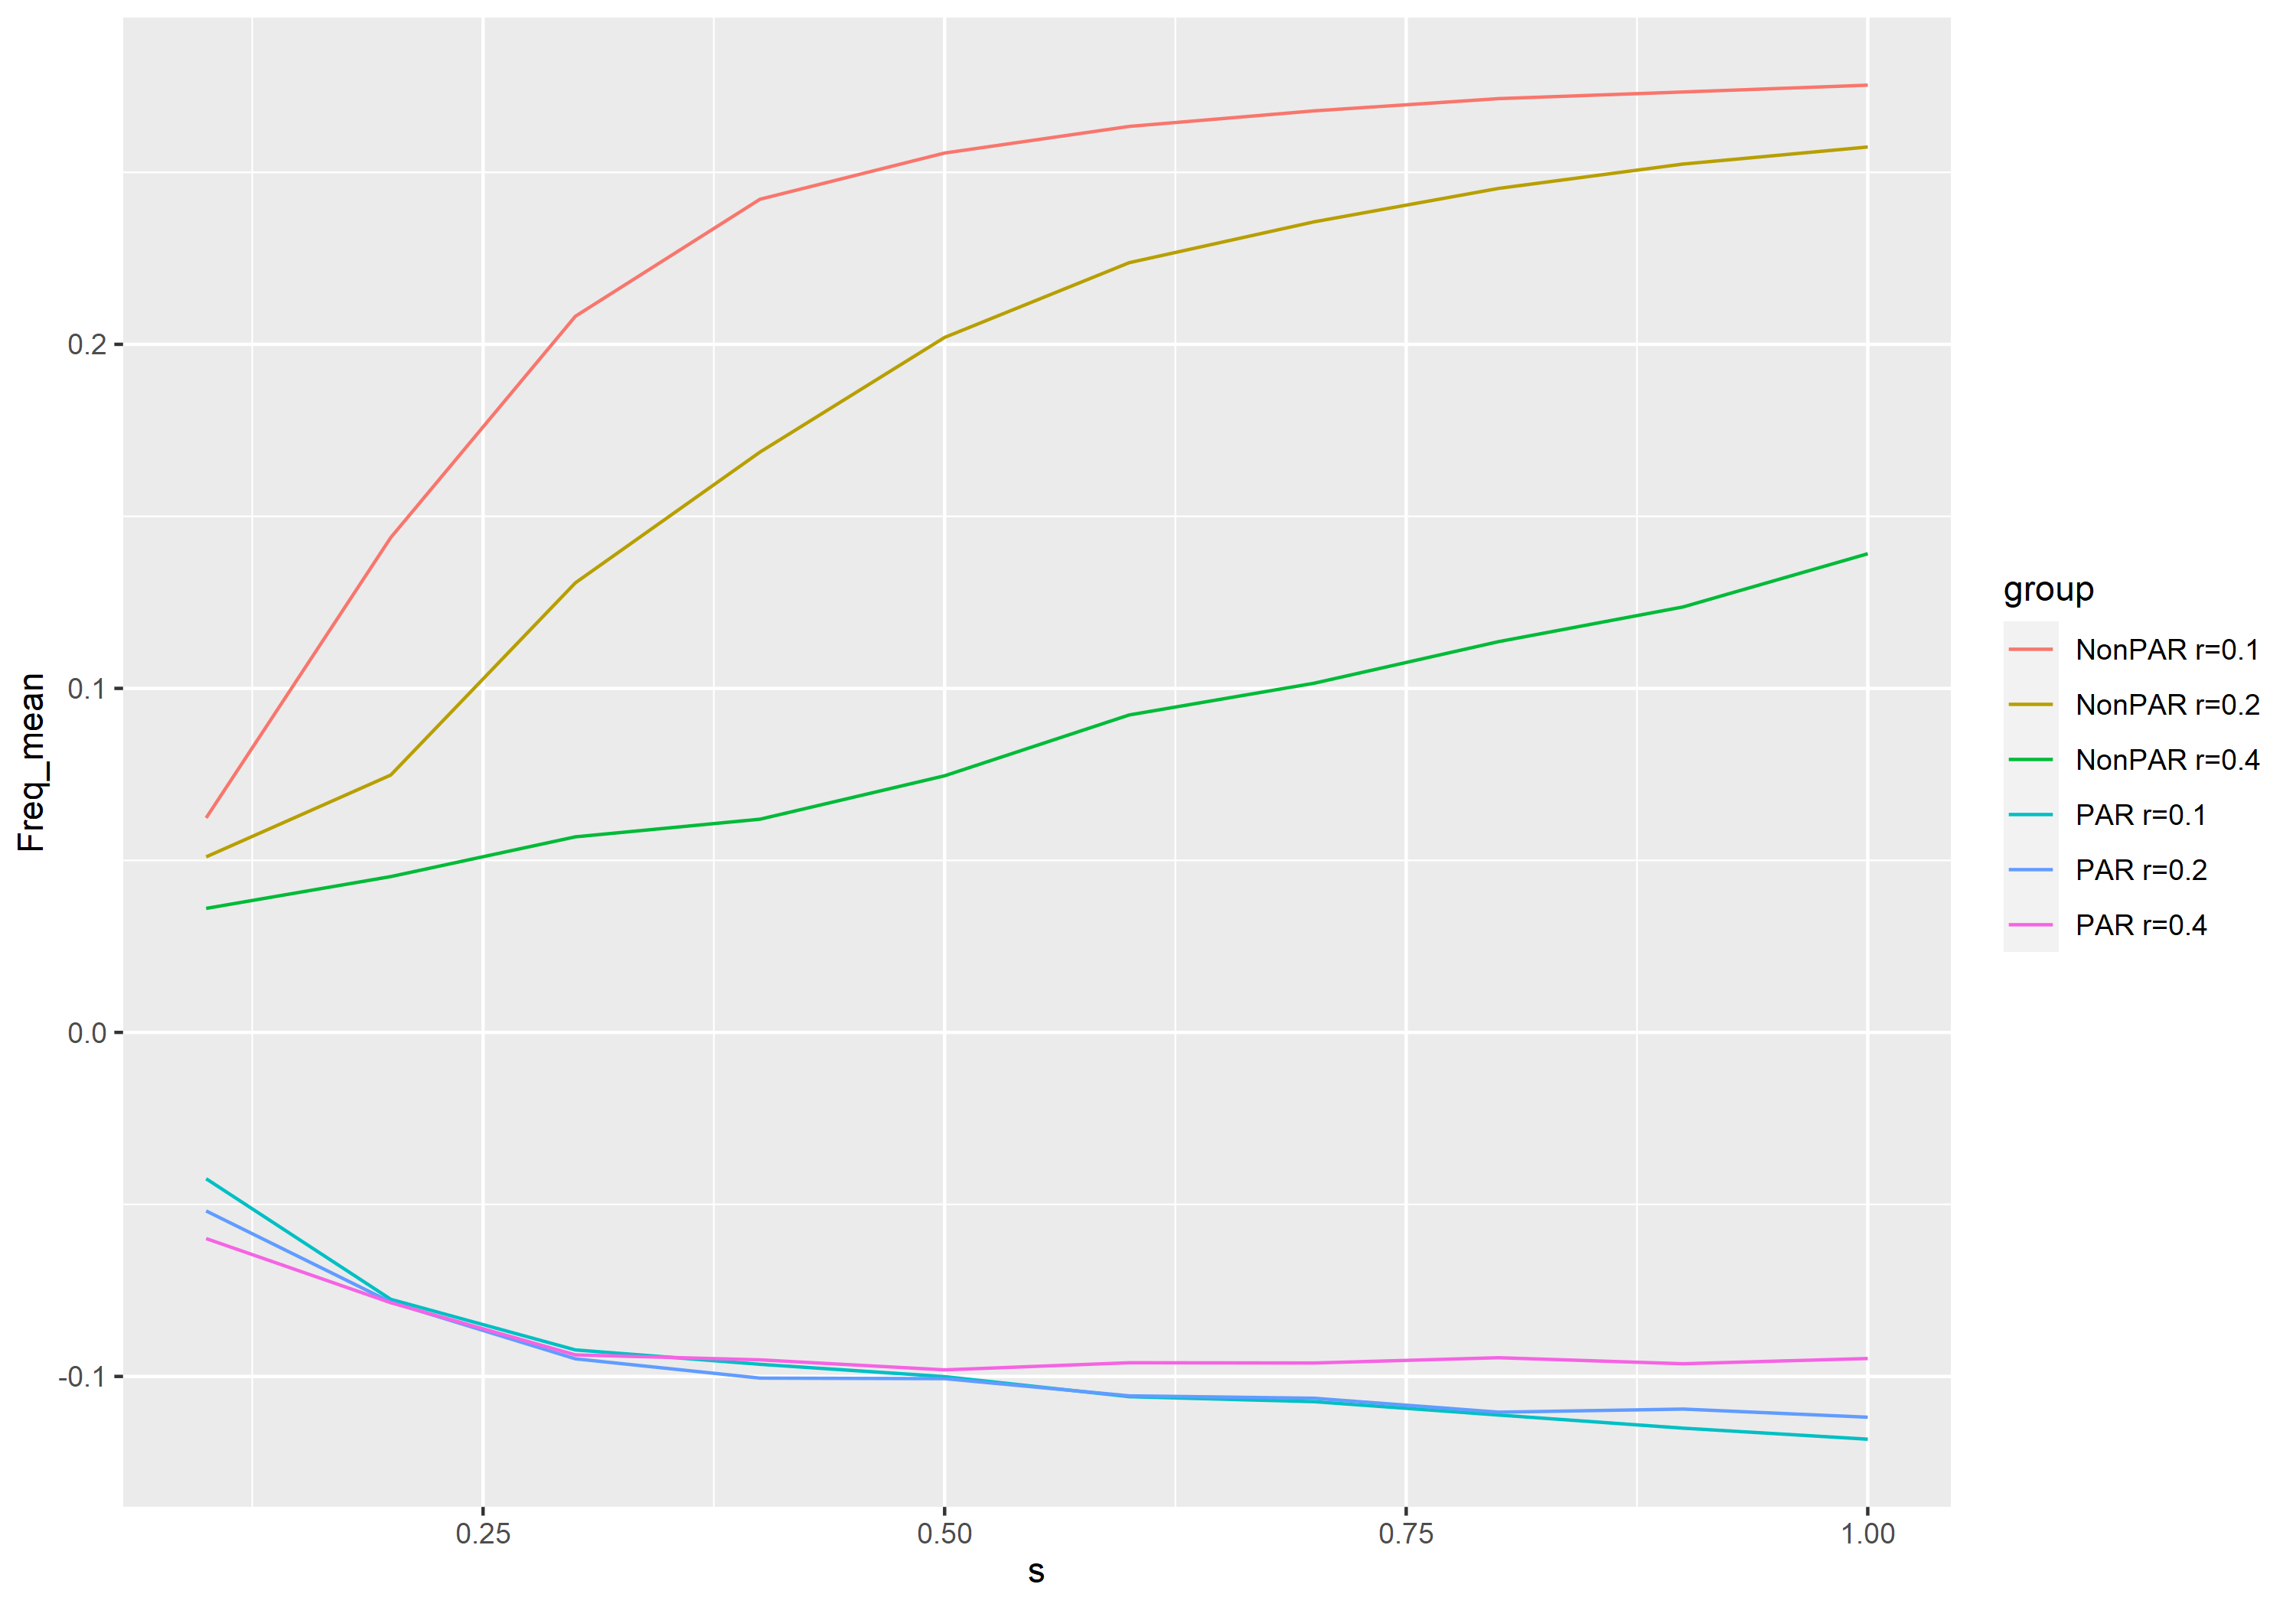 Freq_mean
0.2
0.1
0.0
-0.1
0.25
0.50
0.75
1.00
s
group
NonPAR r=0.1
NonPAR r=0.2
NonPAR r=0.4
PAR r=0.1
PAR r=0.2
PAR r=0.4